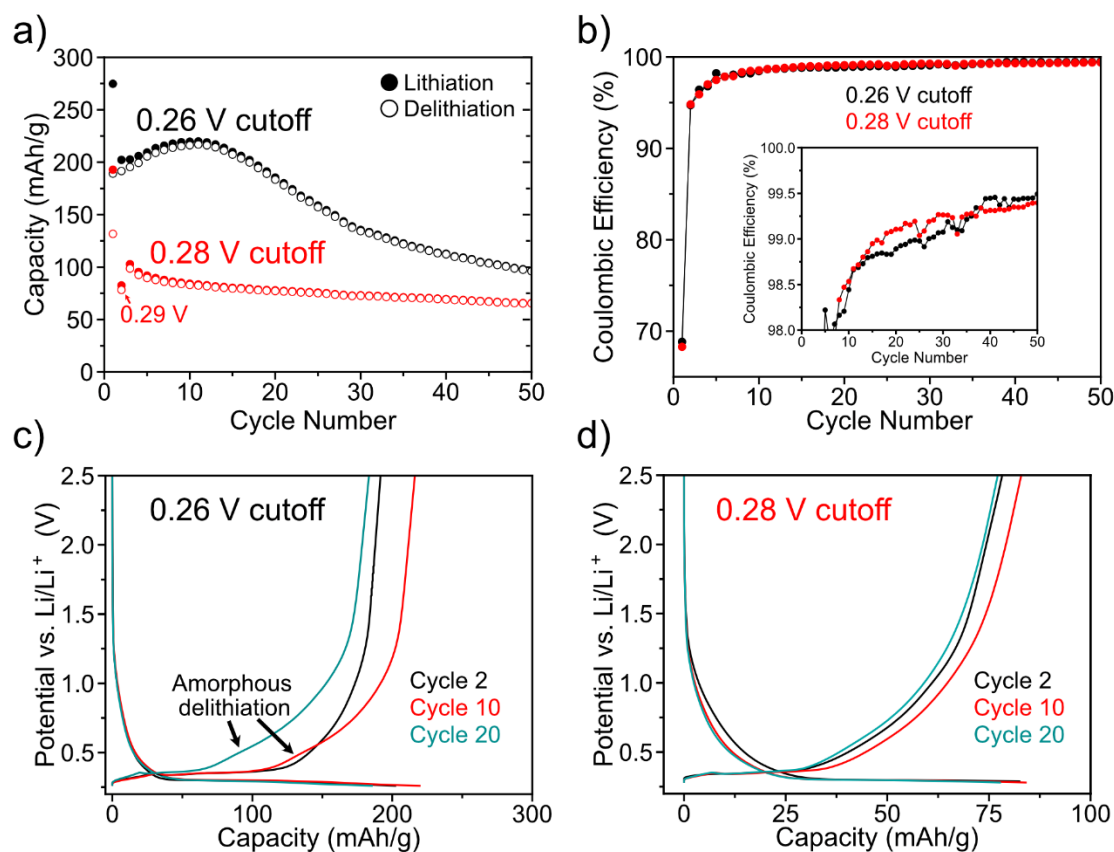 a)
300
250
200
150
100
50
0
Capacity (mAh/g)
Lithiation
Delithiation
0.26 V cutoff
0.28 V cutoff
0.29 V
0 10 20 30 40 50
Cycle Number
b)
100
90
80
70
Coulombic Efficiency (%)
0.26 V cutoff
0.28 V cutoff
100.0
99.5
99.0
98.5
98.0
Coulombic Efficiency (%)
0 10 20 30 40 50
Cycle Number
0 10 20 30 40 50
Cycle Number
c)
2.5
2.0
1.5
1.0
0.5
Potential vs. Li/Li⁺ (V)
0.26 V cutoff
Amorphous
delithiation
Cycle 2
Cycle 10
Cycle 20
0 100 200 300
Capacity (mAh/g)
d)
2.5
2.0
1.5
1.0
0.5
Potential vs. Li/Li⁺ (V)
0.28 V cutoff
Cycle 2
Cycle 10
Cycle 20
0 25 50 75 100
Capacity (mAh/g)